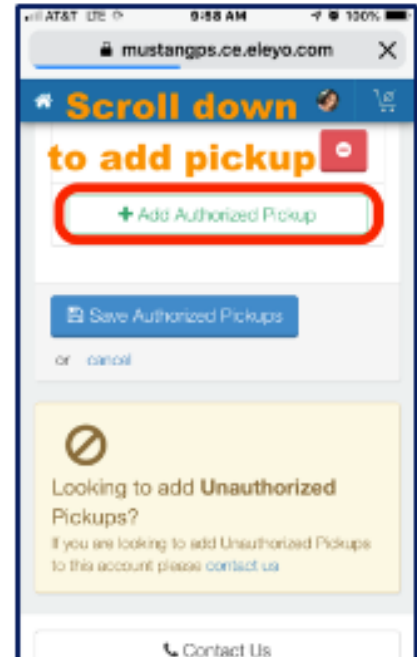 AT&T LTE 9:58 AM 100%
mustangps.ce.eleyo.com
Scroll down
to add pickup
+ Add Authorized Pickup
Save Authorized Pickups
or cancel
Looking to add Unauthorized
Pickups?
If you are looking to add Unauthorized Pickups
to this account please contact us
Contact Us